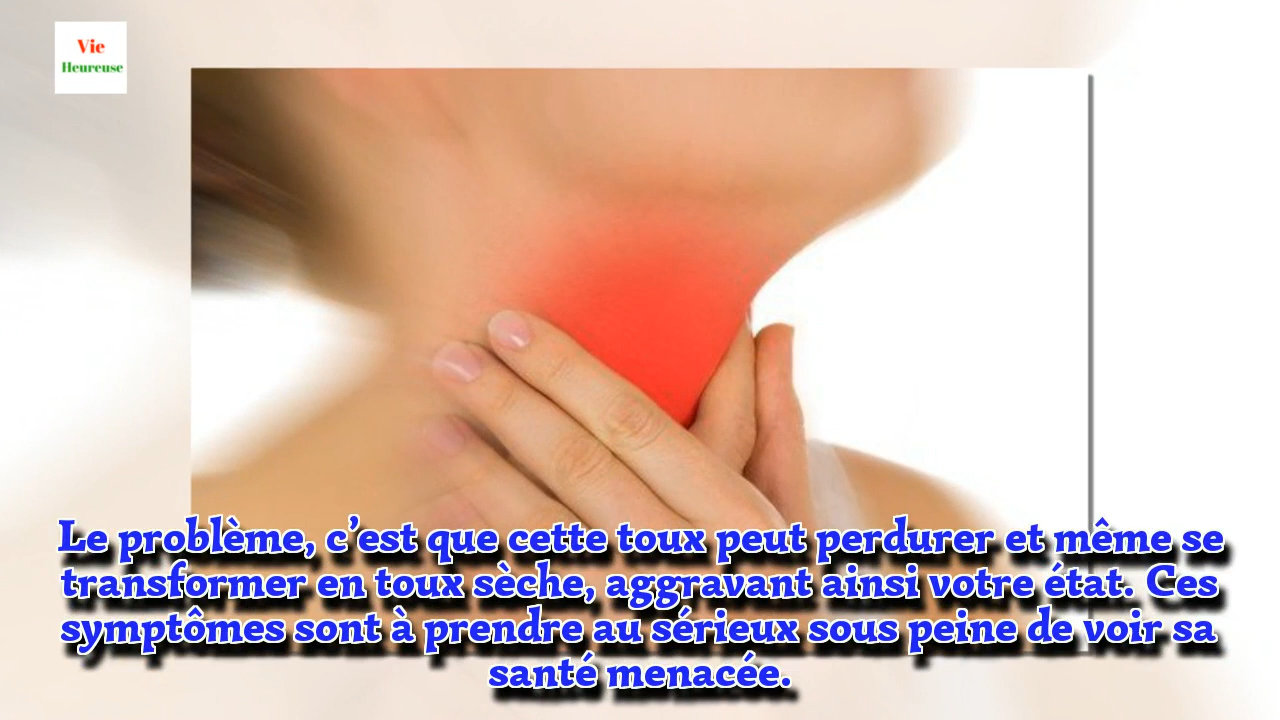 Vie
Heureuse
Le problème, c’est que cette toux peut perdurer et même se
transformer en toux sèche, aggravant ainsi votre état. Ces
symptômes sont à prendre au sérieux sous peine de voir sa
santé menacée.